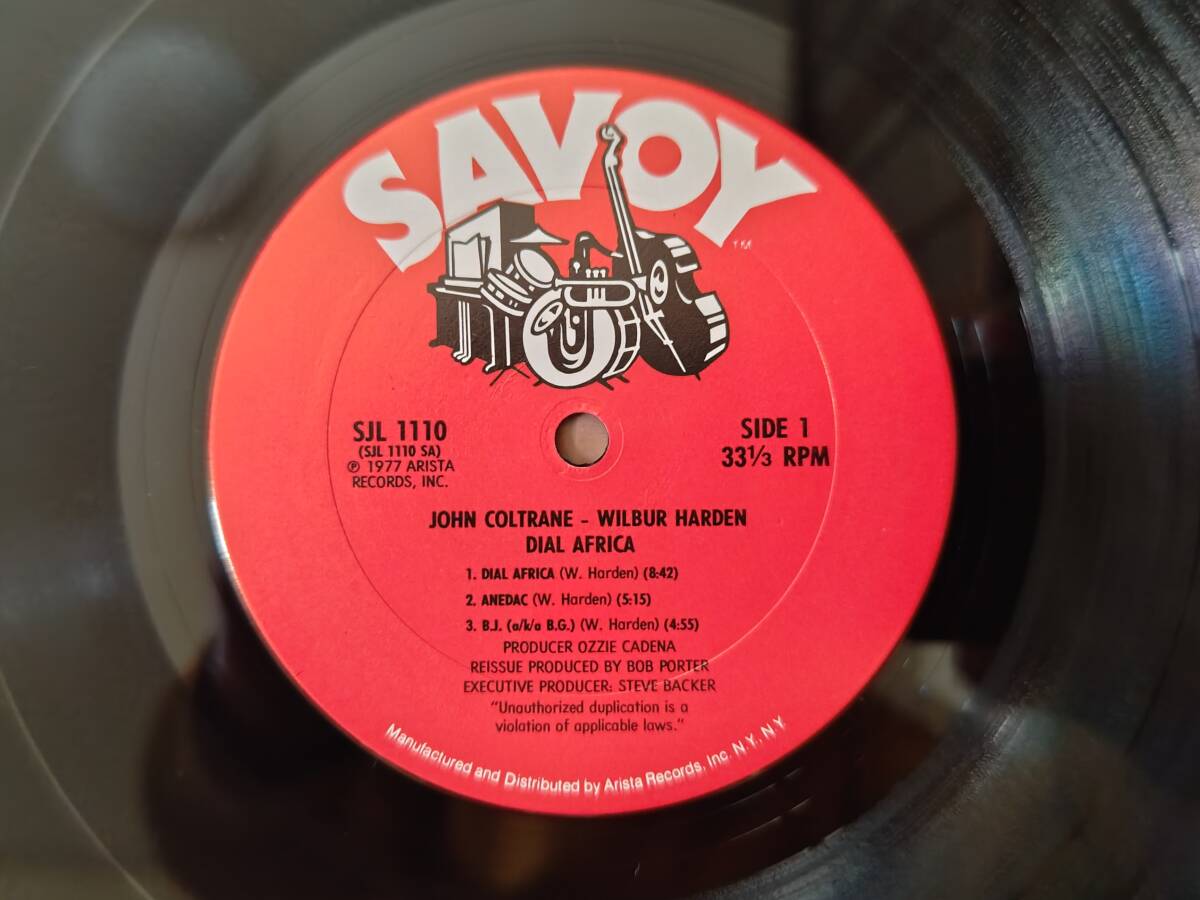 SAVOY
TM
SJL 1110
(SJL 1110 SA)
℗ 1977 ARISTA
RECORDS, INC.
SIDE 1
33 1/3 RPM
JOHN COLTRANE - WILBUR HARDEN
DIAL AFRICA
1. DIAL AFRICA (W. Harden) (8:42)
2. ANEDAC (W. Harden) (5:15)
3. B.J. (a/k/a B.G.) (W. Harden) (4:55)
PRODUCER OZZIE CADENA
REISSUE PRODUCED BY BOB PORTER
EXECUTIVE PRODUCER: STEVE BACKER
"Unauthorized duplication is a
violation of applicable laws."
Manufactured and Distributed by Arista Records, Inc. N.Y. N.Y.